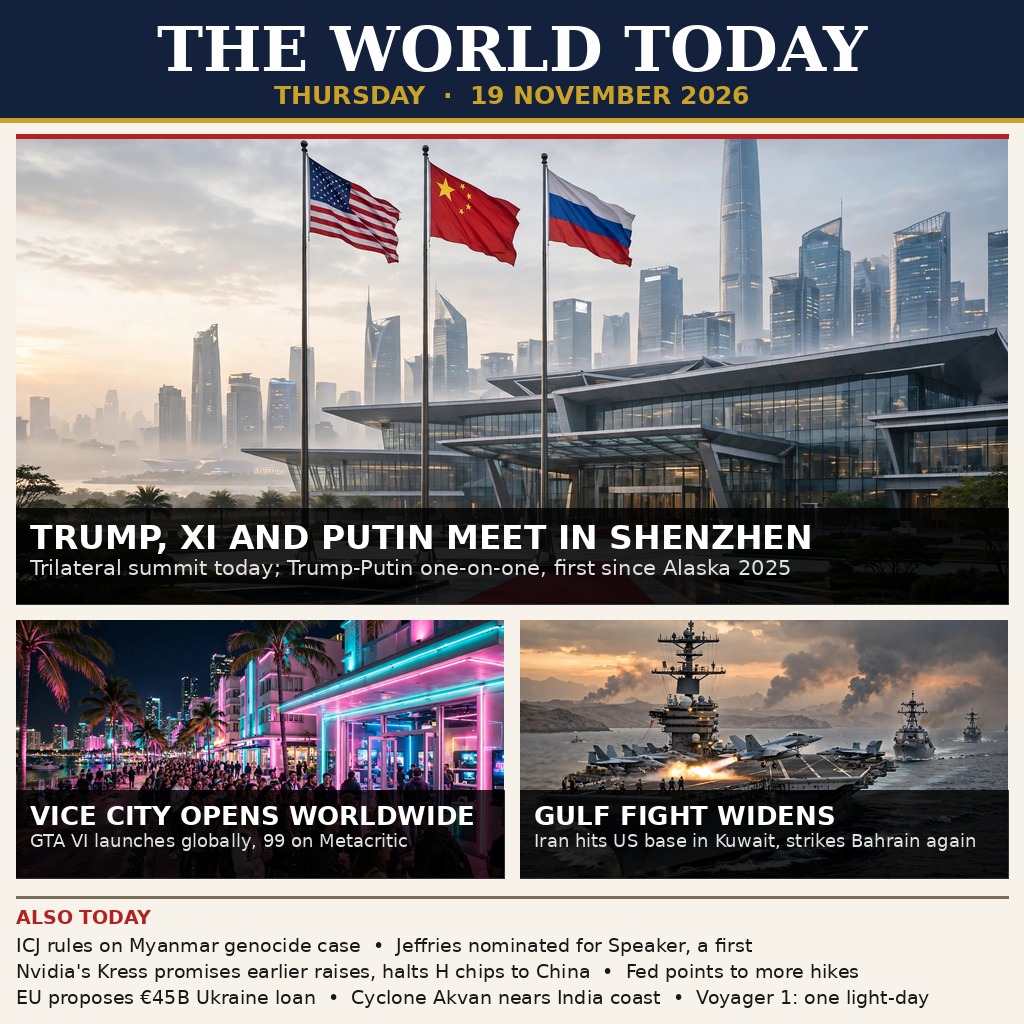 THE WORLD TODAY
THURSDAY · 19 NOVEMBER 2026
TRUMP, XI AND PUTIN MEET IN SHENZHEN
Trilateral summit today; Trump-Putin one-on-one, first since Alaska 2025
VICE CITY OPENS WORLDWIDE
GTA VI launches globally, 99 on Metacritic
GULF FIGHT WIDENS
Iran hits US base in Kuwait, strikes Bahrain again
ALSO TODAY
ICJ rules on Myanmar genocide case • Jeffries nominated for Speaker, a first
Nvidia's Kress promises earlier raises, halts H chips to China • Fed points to more hikes
EU proposes €45B Ukraine loan • Cyclone Akvan nears India coast • Voyager 1: one light-day